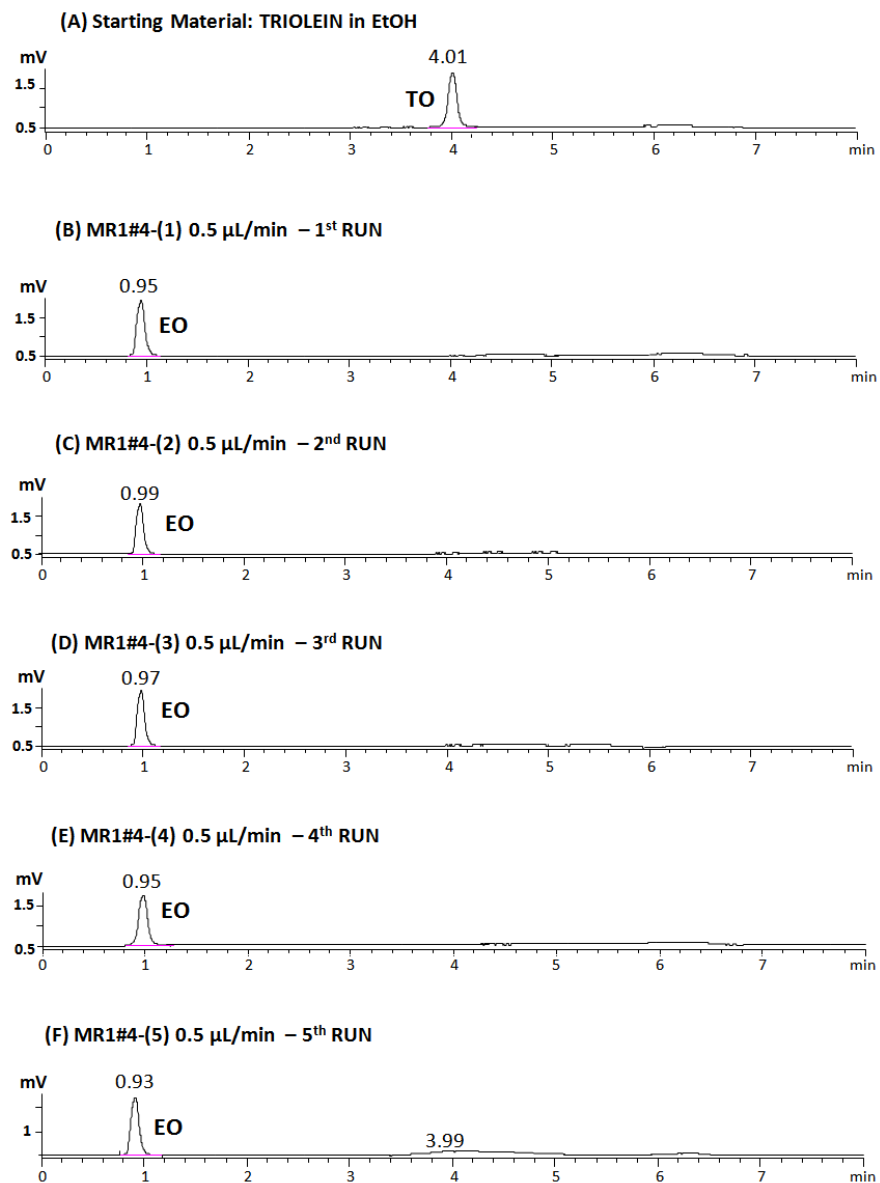 (A) Starting Material: TRIOLEIN in EtOH
mV
4.01
1.5
TO
0.5
0 1 2 3 4 5 6 7 min
(B) MR1#4-(1) 0.5 µL/min – 1st RUN
mV
0.95
1.5
EO
0.5
0 1 2 3 4 5 6 7 min
(C) MR1#4-(2) 0.5 µL/min – 2nd RUN
mV
0.99
1.5
EO
0.5
0 1 2 3 4 5 6 7 min
(D) MR1#4-(3) 0.5 µL/min – 3rd RUN
mV
0.97
1.5
EO
0.5
0 1 2 3 4 5 6 7 min
(E) MR1#4-(4) 0.5 µL/min – 4th RUN
mV
0.95
1.5
EO
0.5
0 1 2 3 4 5 6 7 min
(F) MR1#4-(5) 0.5 µL/min – 5th RUN
mV
0.93
EO
1
3.99
0 1 2 3 4 5 6 7 min